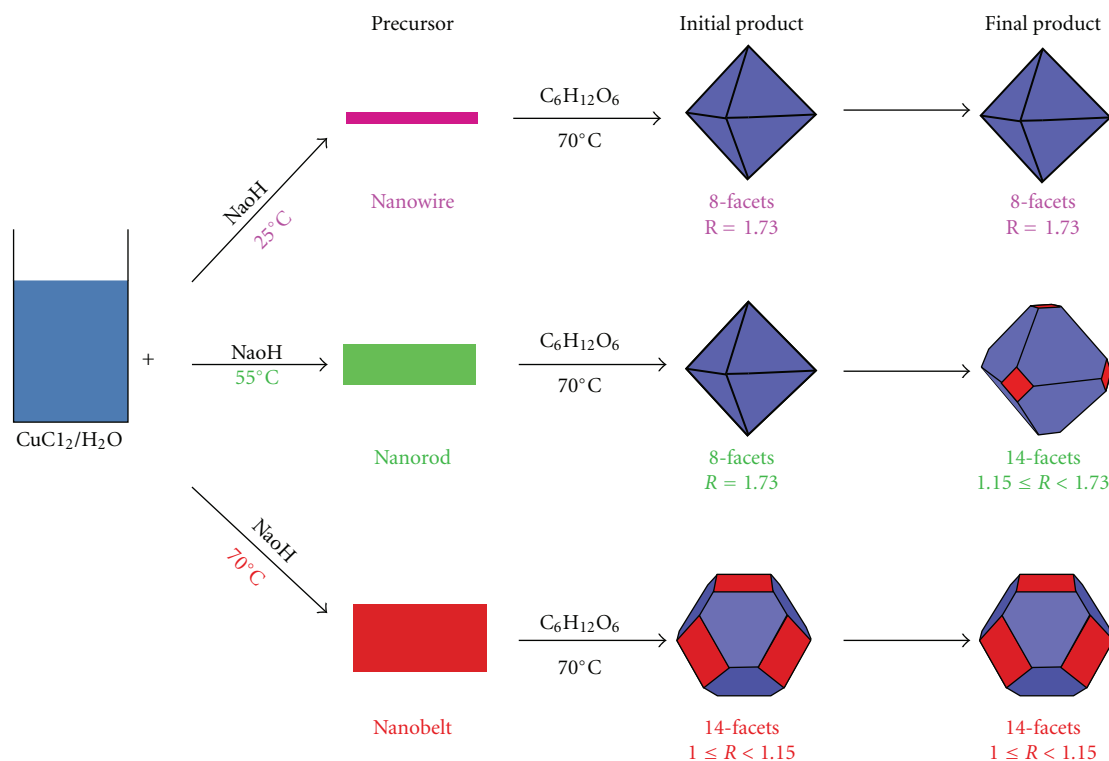 Precursor
Initial product
Final product
NaoH
25°C
Nanowire
C₆H₁₂O₆
70°C
8-facets
R = 1.73
8-facets
R = 1.73
CuC1₂/H₂O
+
NaoH
55°C
Nanorod
C₆H₁₂O₆
70°C
8-facets
R = 1.73
14-facets
1.15 ≤ R < 1.73
NaoH
70°C
Nanobelt
C₆H₁₂O₆
70°C
14-facets
1 ≤ R < 1.15
14-facets
1 ≤ R < 1.15